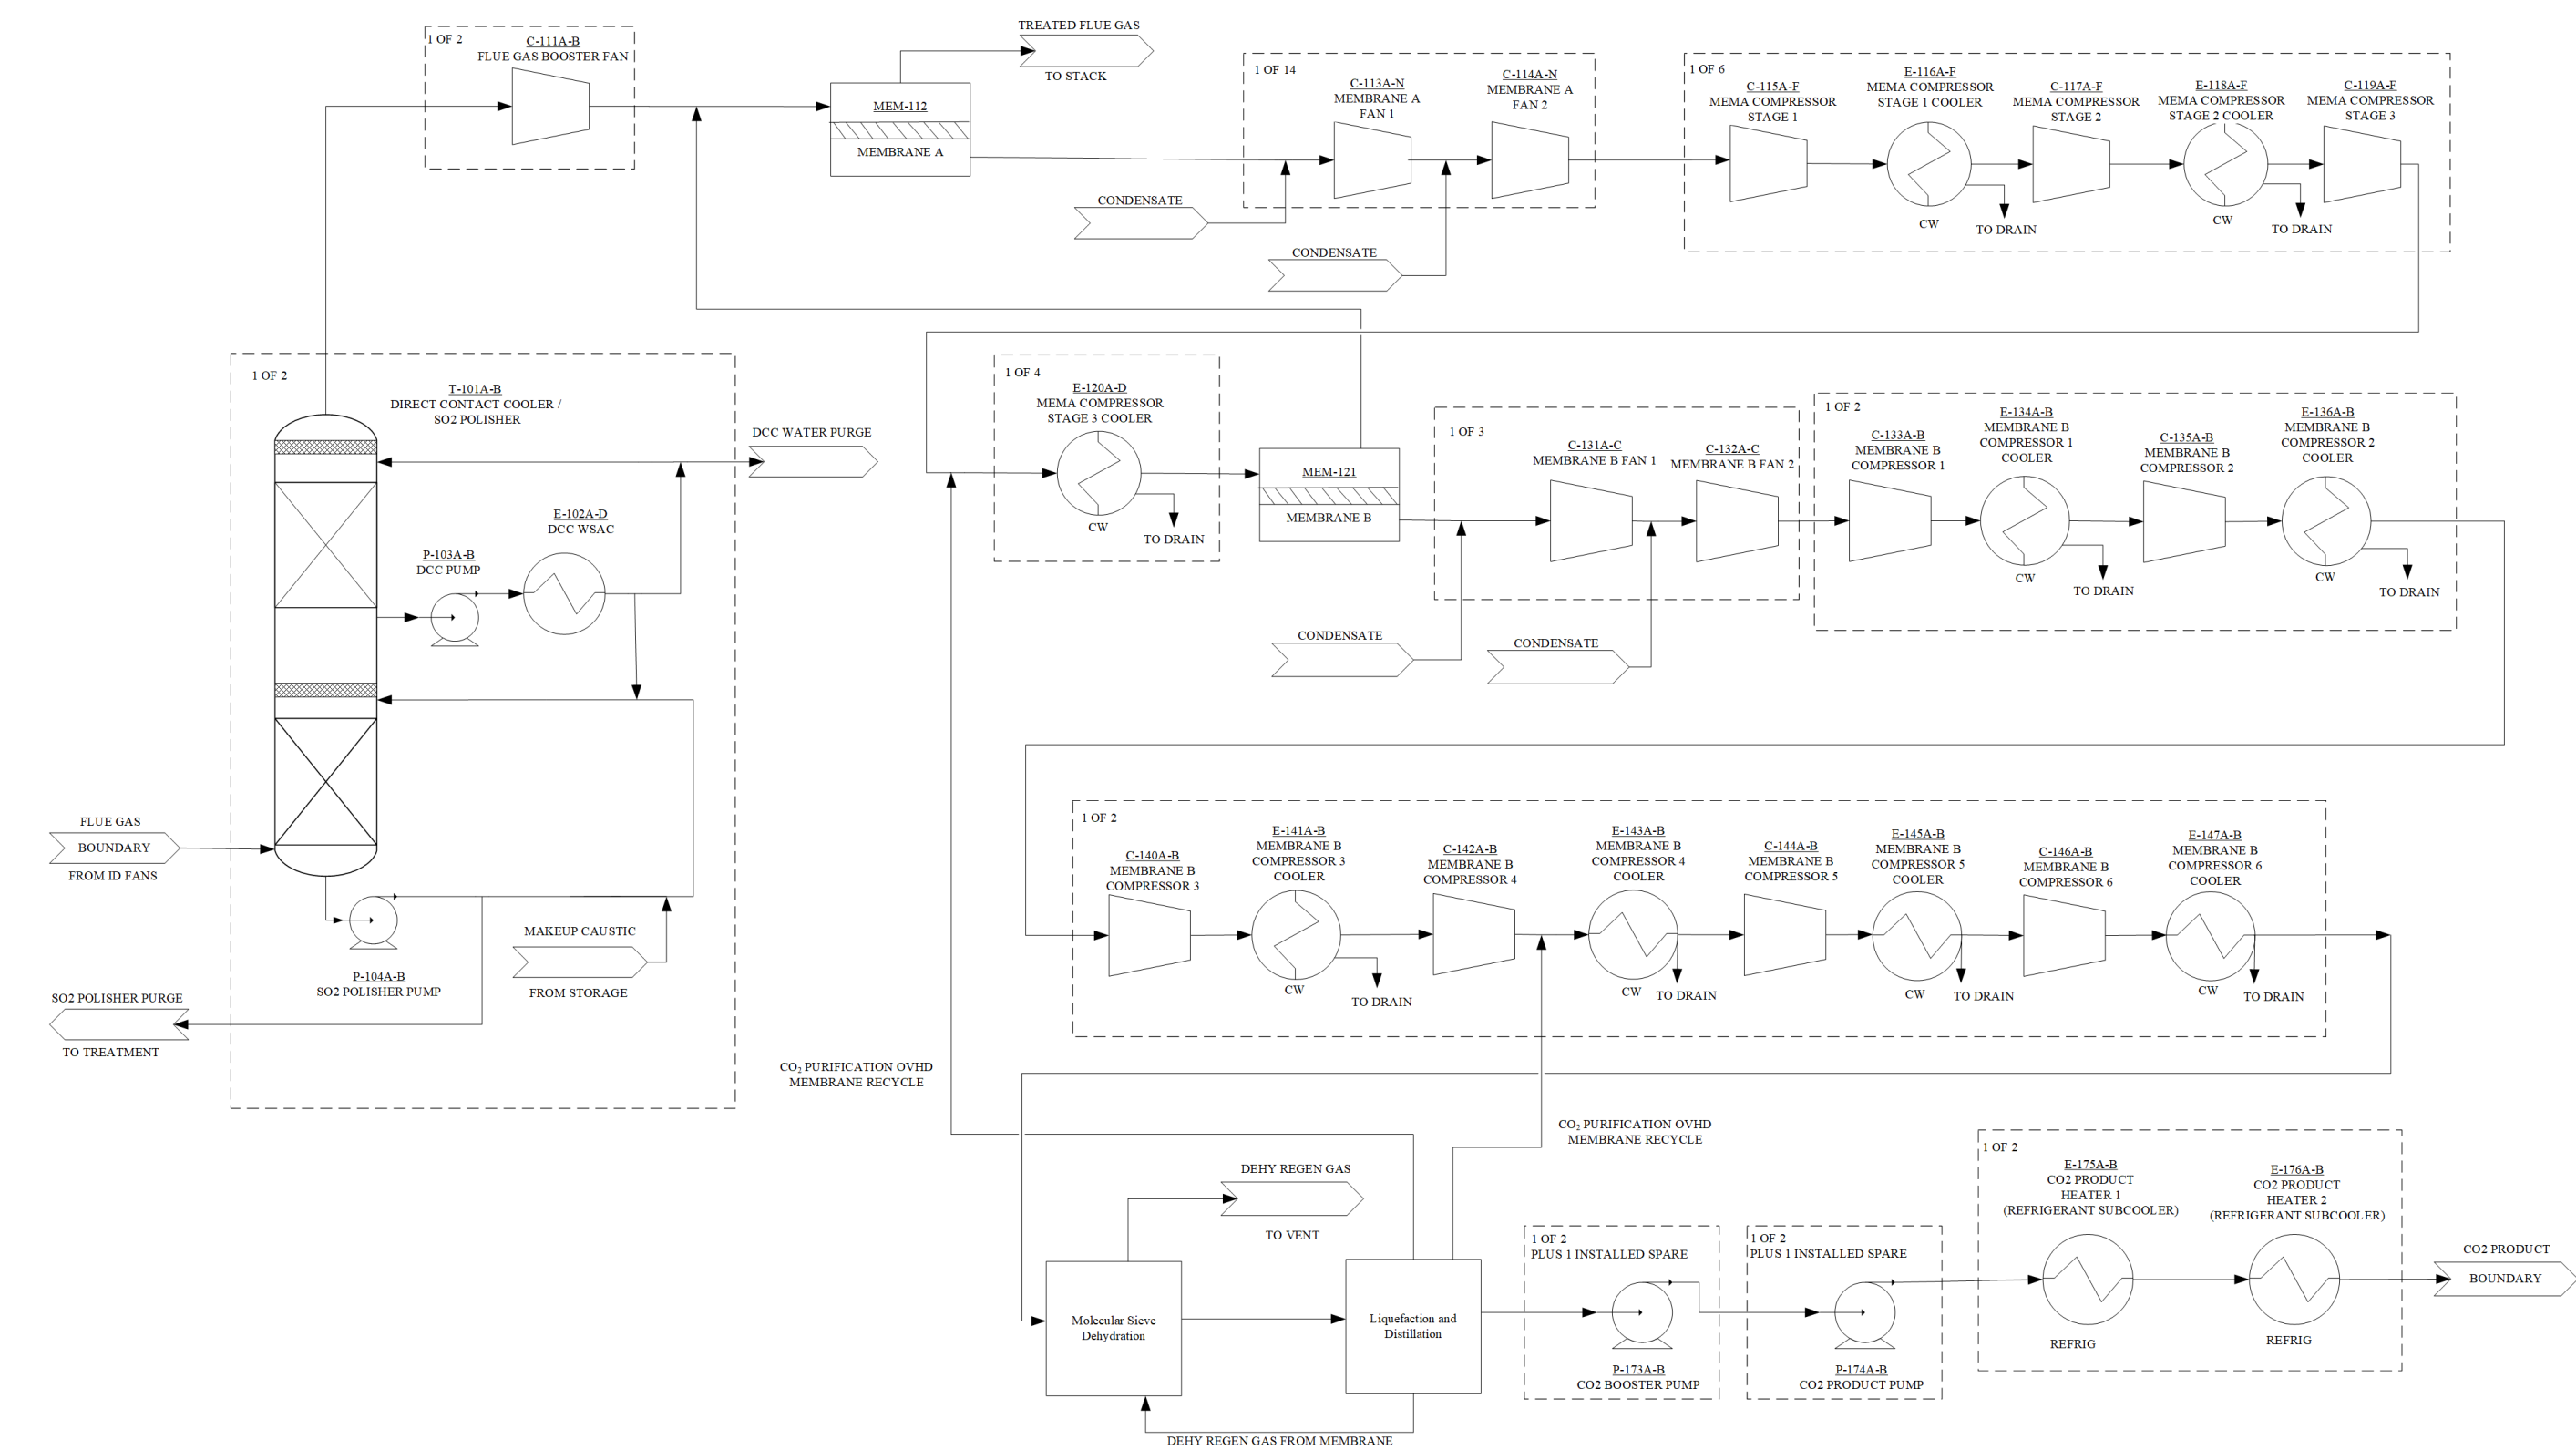 1 OF 2
C-111A-B
FLUE GAS BOOSTER FAN
TREATED FLUE GAS
TO STACK
MEM-112
MEMBRANE A
1 OF 14
C-113A-N
MEMBRANE A
FAN 1
C-114A-N
MEMBRANE A
FAN 2
CONDENSATE
CONDENSATE
1 OF 6
C-115A-F
MEMA COMPRESSOR
STAGE 1
E-116A-F
MEMA COMPRESSOR
STAGE 1 COOLER
CW
TO DRAIN
C-117A-F
MEMA COMPRESSOR
STAGE 2
E-118A-F
MEMA COMPRESSOR
STAGE 2 COOLER
CW
TO DRAIN
C-119A-F
MEMA COMPRESSOR
STAGE 3
1 OF 2
T-101A-B
DIRECT CONTACT COOLER /
SO2 POLISHER
DCC WATER PURGE
E-102A-D
DCC WSAC
P-103A-B
DCC PUMP
FLUE GAS
BOUNDARY
FROM ID FANS
P-104A-B
SO2 POLISHER PUMP
MAKEUP CAUSTIC
FROM STORAGE
SO2 POLISHER PURGE
TO TREATMENT
1 OF 4
E-120A-D
MEMA COMPRESSOR
STAGE 3 COOLER
CW
TO DRAIN
MEM-121
MEMBRANE B
1 OF 3
C-131A-C
MEMBRANE B FAN 1
C-132A-C
MEMBRANE B FAN 2
CONDENSATE
CONDENSATE
1 OF 2
C-133A-B
MEMBRANE B
COMPRESSOR 1
E-134A-B
MEMBRANE B
COMPRESSOR 1
COOLER
CW
TO DRAIN
C-135A-B
MEMBRANE B
COMPRESSOR 2
E-136A-B
MEMBRANE B
COMPRESSOR 2
COOLER
CW
TO DRAIN
1 OF 2
C-140A-B
MEMBRANE B
COMPRESSOR 3
E-141A-B
MEMBRANE B
COMPRESSOR 3
COOLER
CW
TO DRAIN
C-142A-B
MEMBRANE B
COMPRESSOR 4
E-143A-B
MEMBRANE B
COMPRESSOR 4
COOLER
CW
TO DRAIN
C-144A-B
MEMBRANE B
COMPRESSOR 5
E-145A-B
MEMBRANE B
COMPRESSOR 5
COOLER
CW
TO DRAIN
C-146A-B
MEMBRANE B
COMPRESSOR 6
E-147A-B
MEMBRANE B
COMPRESSOR 6
COOLER
CW
TO DRAIN
CO₂ PURIFICATION OVHD
MEMBRANE RECYCLE
CO₂ PURIFICATION OVHD
MEMBRANE RECYCLE
DEHY REGEN GAS
TO VENT
Molecular Sieve
Dehydration
Liquefaction and
Distillation
DEHY REGEN GAS FROM MEMBRANE
1 OF 2
PLUS 1 INSTALLED SPARE
P-173A-B
CO2 BOOSTER PUMP
1 OF 2
PLUS 1 INSTALLED SPARE
P-174A-B
CO2 PRODUCT PUMP
1 OF 2
E-175A-B
CO2 PRODUCT
HEATER 1
(REFRIGERANT SUBCOOLER)
REFRIG
E-176A-B
CO2 PRODUCT
HEATER 2
(REFRIGERANT SUBCOOLER)
REFRIG
CO2 PRODUCT
BOUNDARY